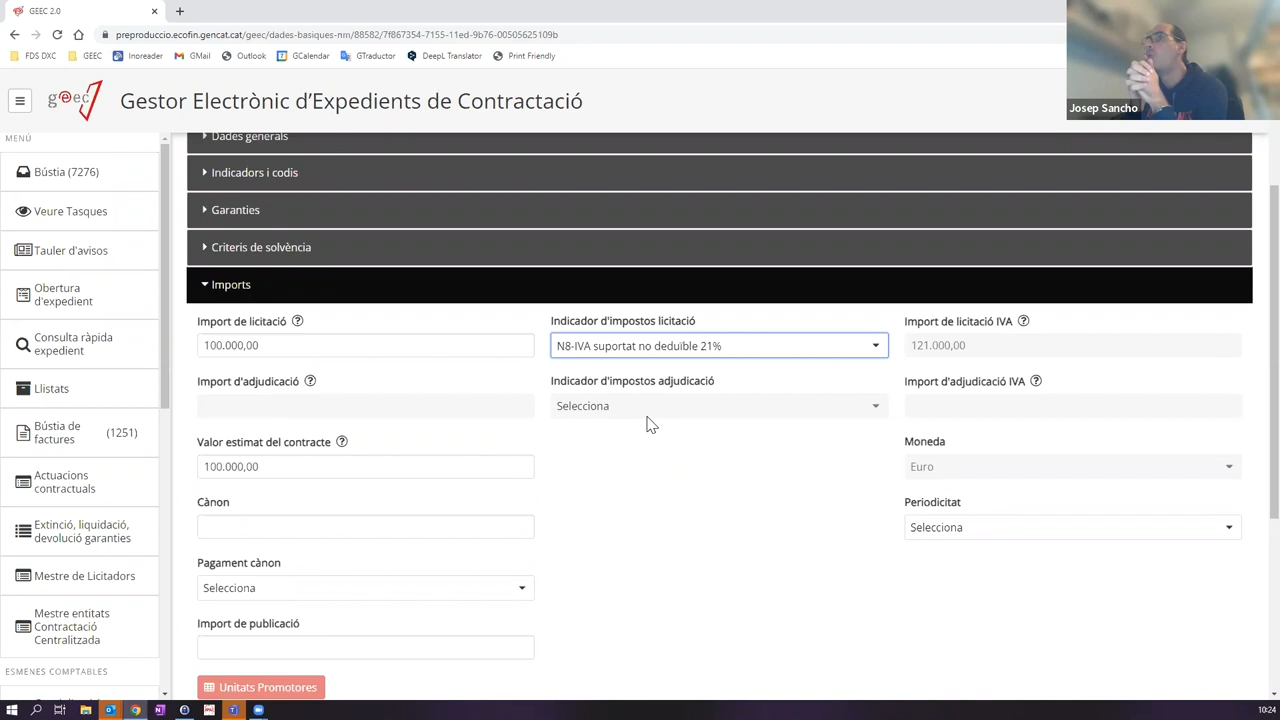 GEEC 2.0
preproduccio.ecofin.gencat.cat/geec/dades-basiques-nm/88582/7f867354-7155-11ed-9b76-00505625109b
FDS DXC
GEEC
Inoreader
GMail
Outlook
GCalendar
GTraductor
DeepL Translator
Print Friendly
Josep Sancho
geec
Gestor Electrònic d'Expedients de Contractació
MENÚ
Bústia (7276)
Veure Tasques
Tauler d'avisos
Obertura
d'expedient
Consulta ràpida
expedient
Llistats
Bústia de
factures
(1251)
Actuacions
contractuals
Extinció, liquidació,
devolució garanties
Mestre de Licitadors
Mestre entitats
Contractació
Centralitzada
ESMENES COMPTABLES
Dades generals
Indicadors i codis
Garanties
Criteris de solvència
Imports
Import de licitació
Indicador d'impostos licitació
Import de licitació IVA
100.000,00
N8-IVA suportat no deduïble 21%
121.000,00
Import d'adjudicació
Indicador d'impostos adjudicació
Import d'adjudicació IVA
Selecciona
Valor estimat del contracte
Moneda
100.000,00
Euro
Cànon
Periodicitat
Selecciona
Pagament cànon
Selecciona
Import de publicació
Unitats Promotores
10:24